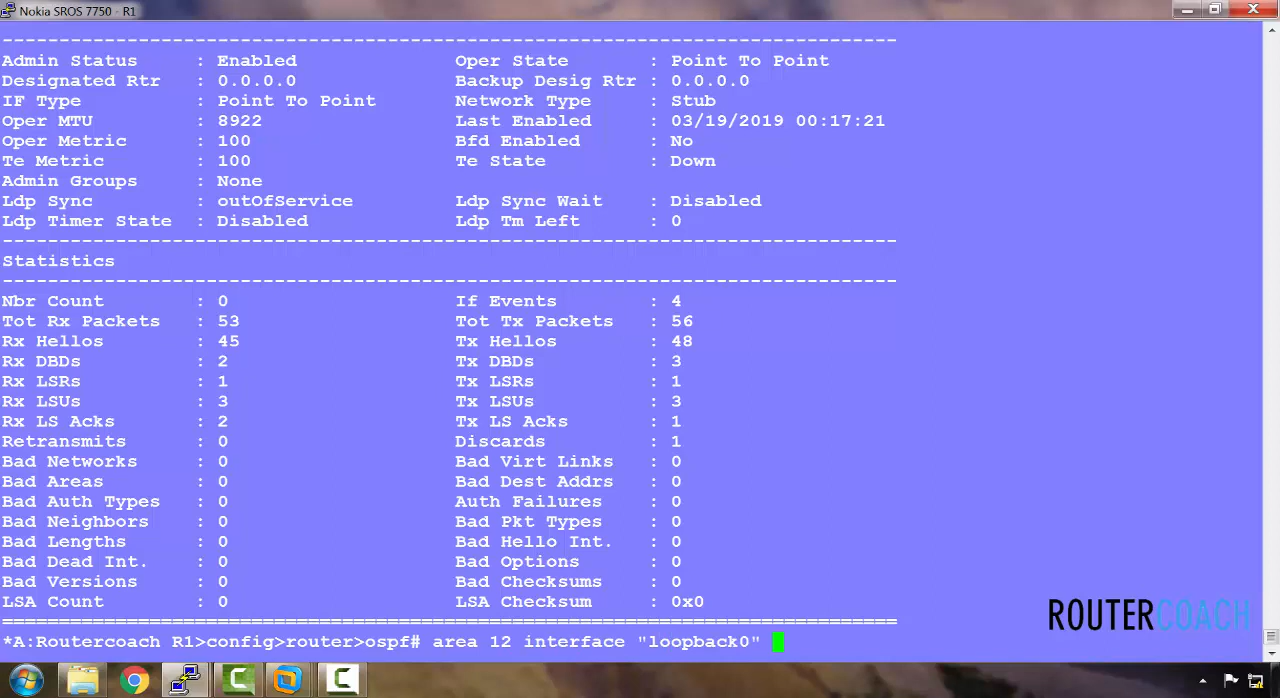 Nokia SROS 7750 - R1
-------------------------------------------------------------------------------
Admin Status : Enabled Oper State : Point To Point
Designated Rtr : 0.0.0.0 Backup Desig Rtr : 0.0.0.0
IF Type : Point To Point Network Type : Stub
Oper MTU : 8922 Last Enabled : 03/19/2019 00:17:21
Oper Metric : 100 Bfd Enabled : No
Te Metric : 100 Te State : Down
Admin Groups : None
Ldp Sync : outOfService Ldp Sync Wait : Disabled
Ldp Timer State : Disabled Ldp Tm Left : 0
-------------------------------------------------------------------------------
Statistics
-------------------------------------------------------------------------------
Nbr Count : 0 If Events : 4
Tot Rx Packets : 53 Tot Tx Packets : 56
Rx Hellos : 45 Tx Hellos : 48
Rx DBDs : 2 Tx DBDs : 3
Rx LSRs : 1 Tx LSRs : 1
Rx LSUs : 3 Tx LSUs : 3
Rx LS Acks : 2 Tx LS Acks : 1
Retransmits : 0 Discards : 1
Bad Networks : 0 Bad Virt Links : 0
Bad Areas : 0 Bad Dest Addrs : 0
Bad Auth Types : 0 Auth Failures : 0
Bad Neighbors : 0 Bad Pkt Types : 0
Bad Lengths : 0 Bad Hello Int. : 0
Bad Dead Int. : 0 Bad Options : 0
Bad Versions : 0 Bad Checksums : 0
LSA Count : 0 LSA Checksum : 0x0
===============================================================================
*A:Routercoach R1>config>router>ospf# area 12 interface "loopback0"
ROUTERCOACH